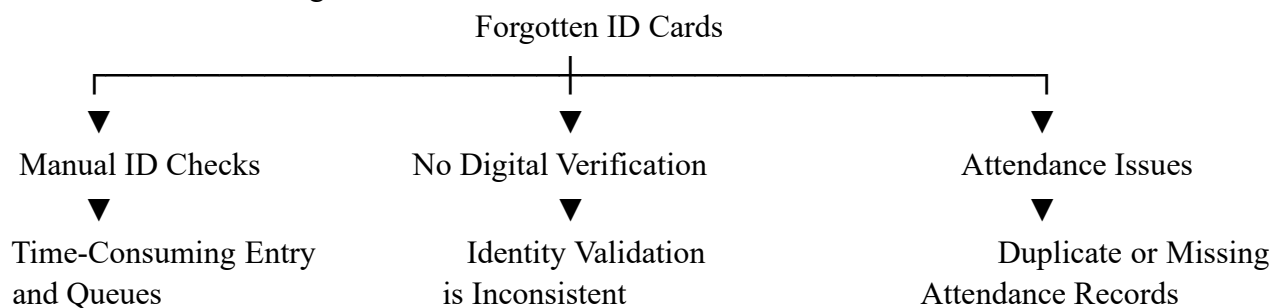 Forgotten ID Cards
Manual ID Checks No Digital Verification Attendance Issues
Time-Consuming Entry Identity Validation Duplicate or Missing
and Queues is Inconsistent Attendance Records